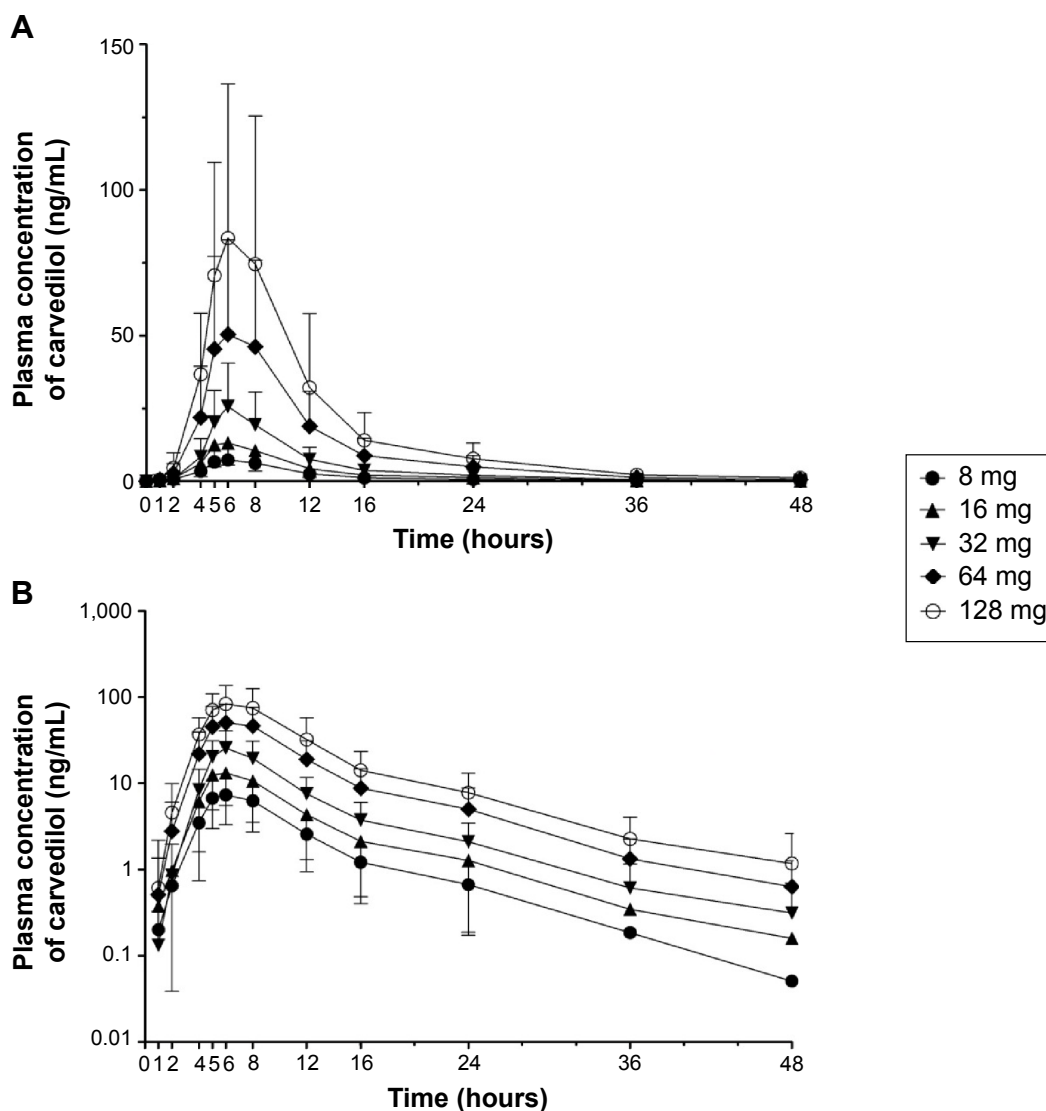 A
150
100
50
0
Plasma concentration
of carvedilol (ng/mL)
0 1 2 4 5 6 8 12 16 24 36 48
Time (hours)
8 mg
16 mg
32 mg
64 mg
128 mg
B
1,000
100
10
1
0.1
0.01
Plasma concentration
of carvedilol (ng/mL)
0 1 2 4 5 6 8 12 16 24 36 48
Time (hours)